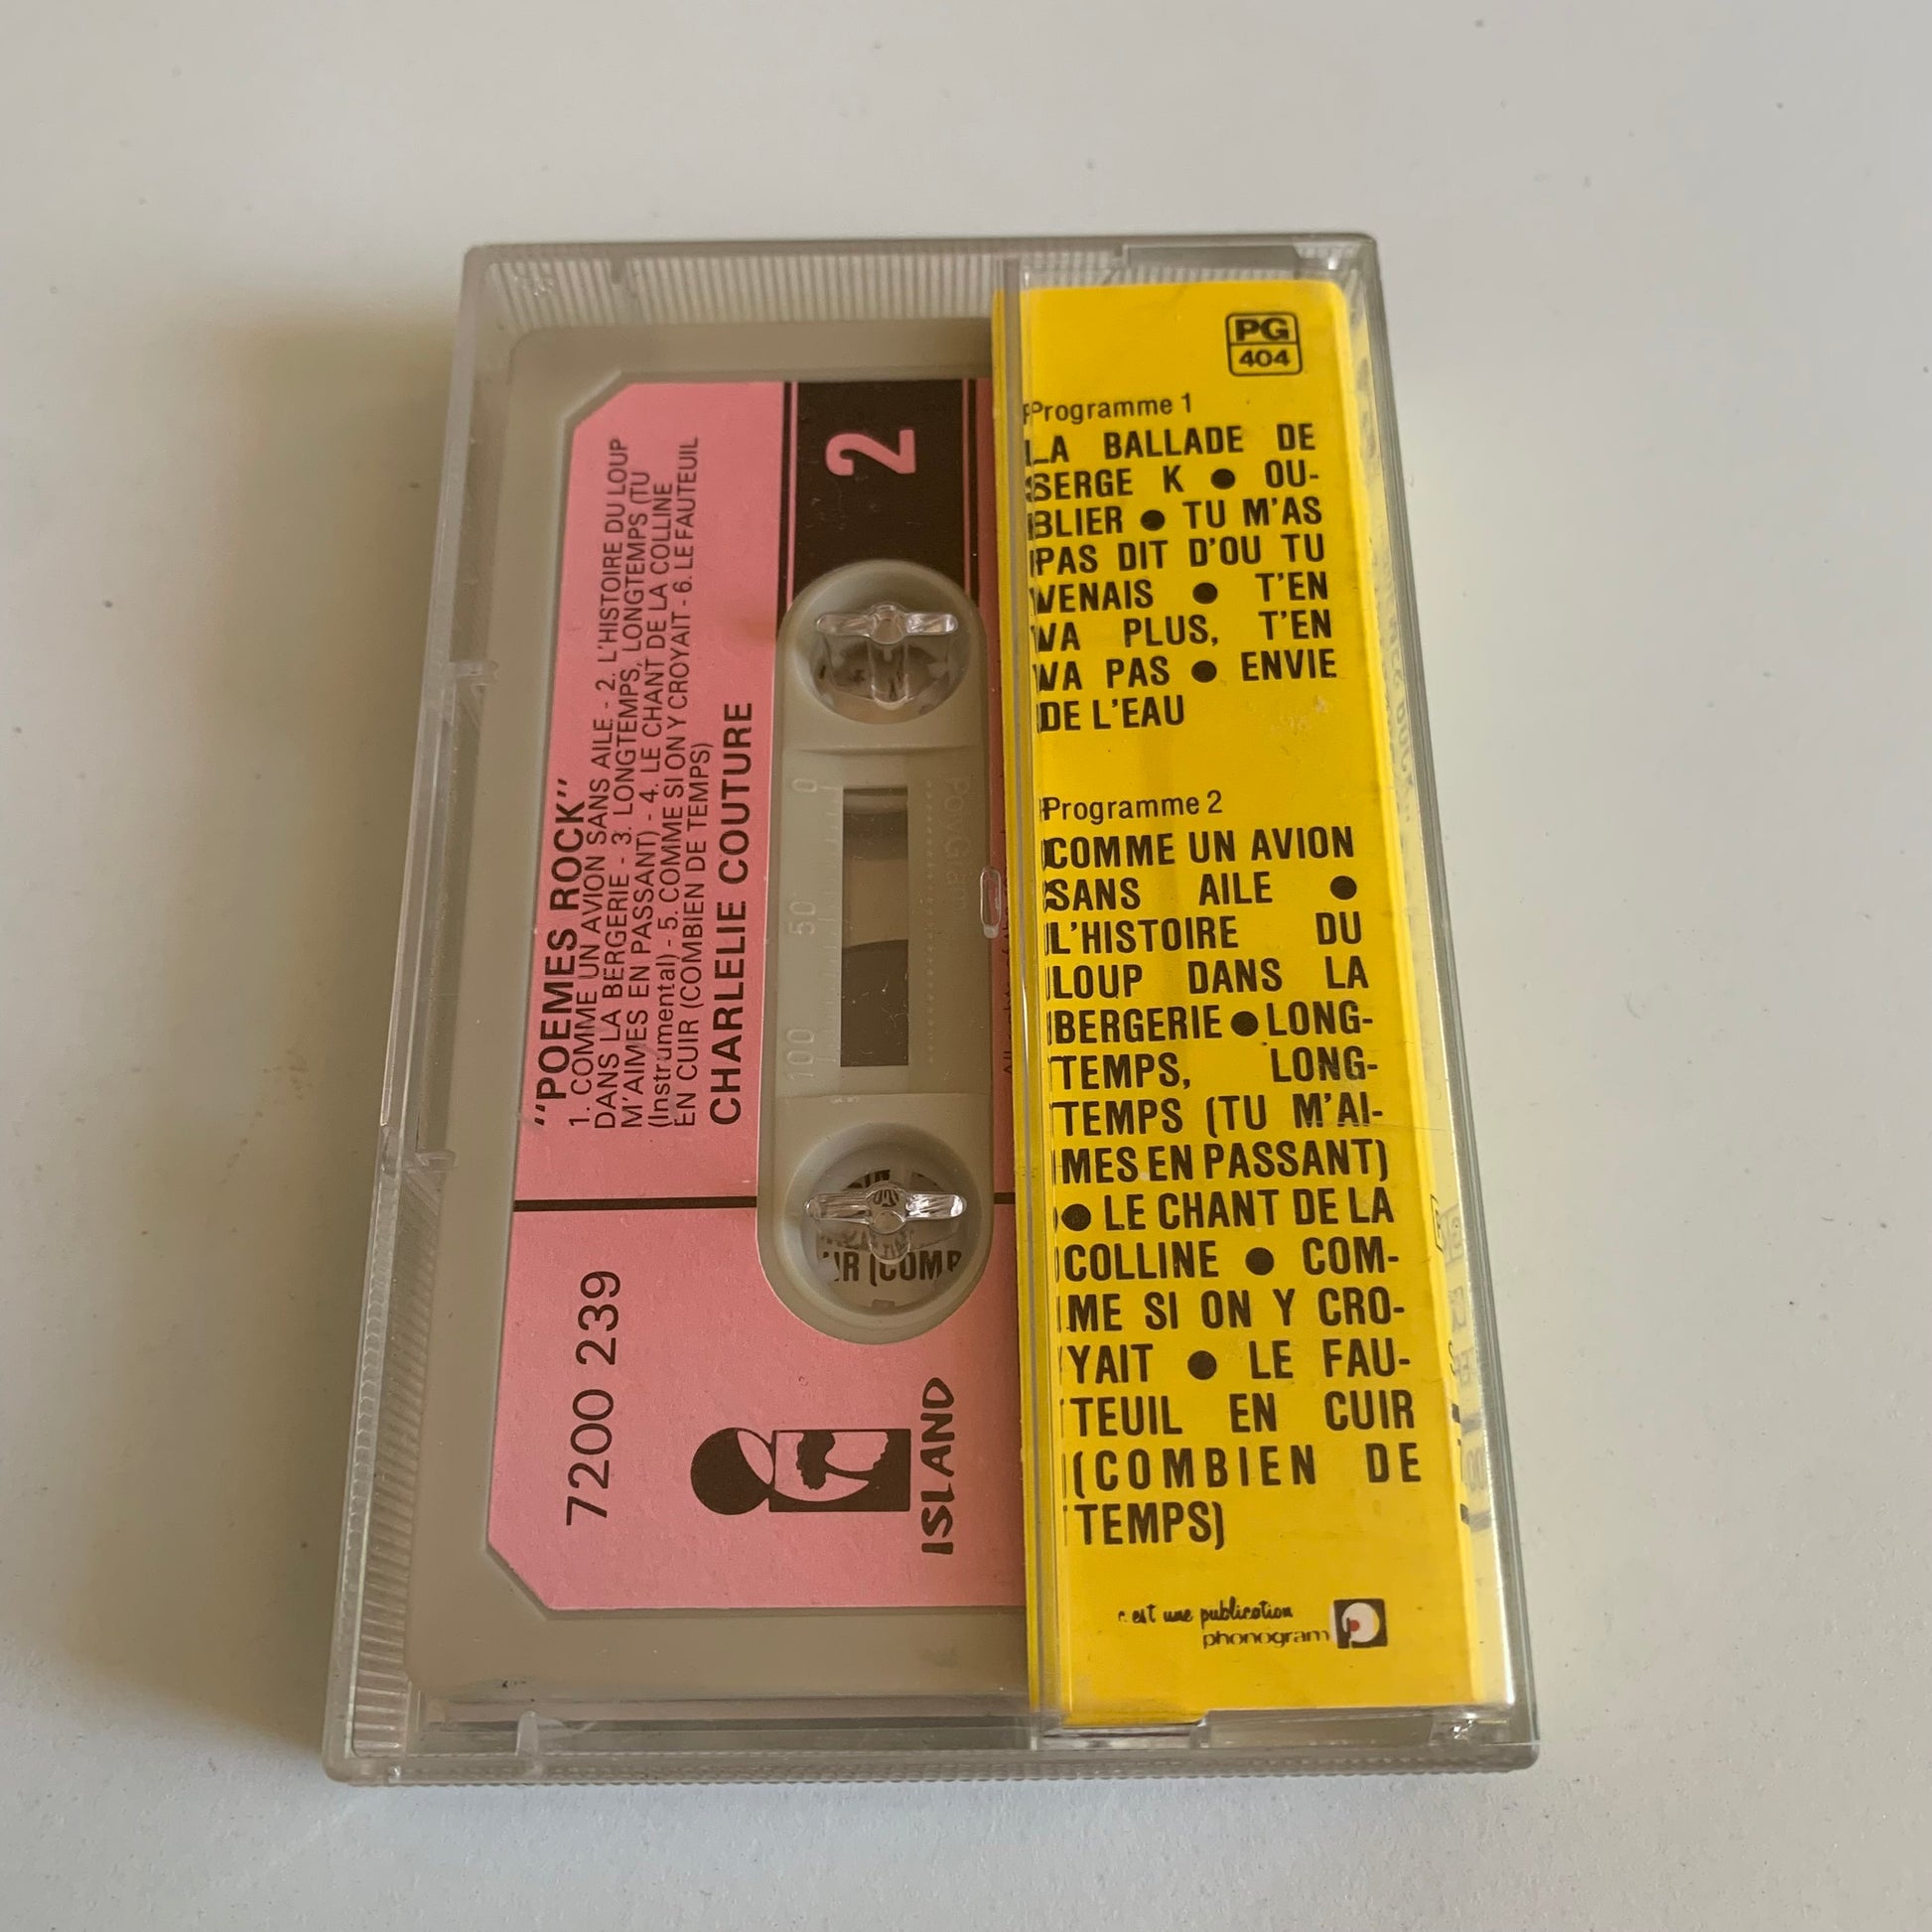 "POEMES ROCK"
1. COMME UN AVION SANS AILE - 2. L'HISTOIRE DU LOUP
DANS LA BERGERIE - 3. LONGTEMPS, LONGTEMPS (TU
M'AIMES EN PASSANT) - 4. LE CHANT DE LA COLLINE
(Instrumental) - 5. COMME SI ON Y CROYAIT - 6. LE FAUTEUIL
EN CUIR (COMBIEN DE TEMPS)
CHARLELIE COUTURE
2
7200 239
ISLAND
0
50
100
PolyGram
PG
404
Programme 1
LA BALLADE DE
SERGE K ● OU-
BLIER ● TU M'AS
PAS DIT D'OU TU
VENAIS ● T'EN
VA PLUS, T'EN
VA PAS ● ENVIE
DE L'EAU
Programme 2
COMME UN AVION
SANS AILE ●
L'HISTOIRE DU
LOUP DANS LA
BERGERIE ● LONG-
TEMPS, LONG-
TEMPS (TU M'AI-
MES EN PASSANT)
● LE CHANT DE LA
COLLINE ● COM-
ME SI ON Y CRO-
YAIT ● LE FAU-
TEUIL EN CUIR
(COMBIEN DE
TEMPS)
c'est une publication
phonogram